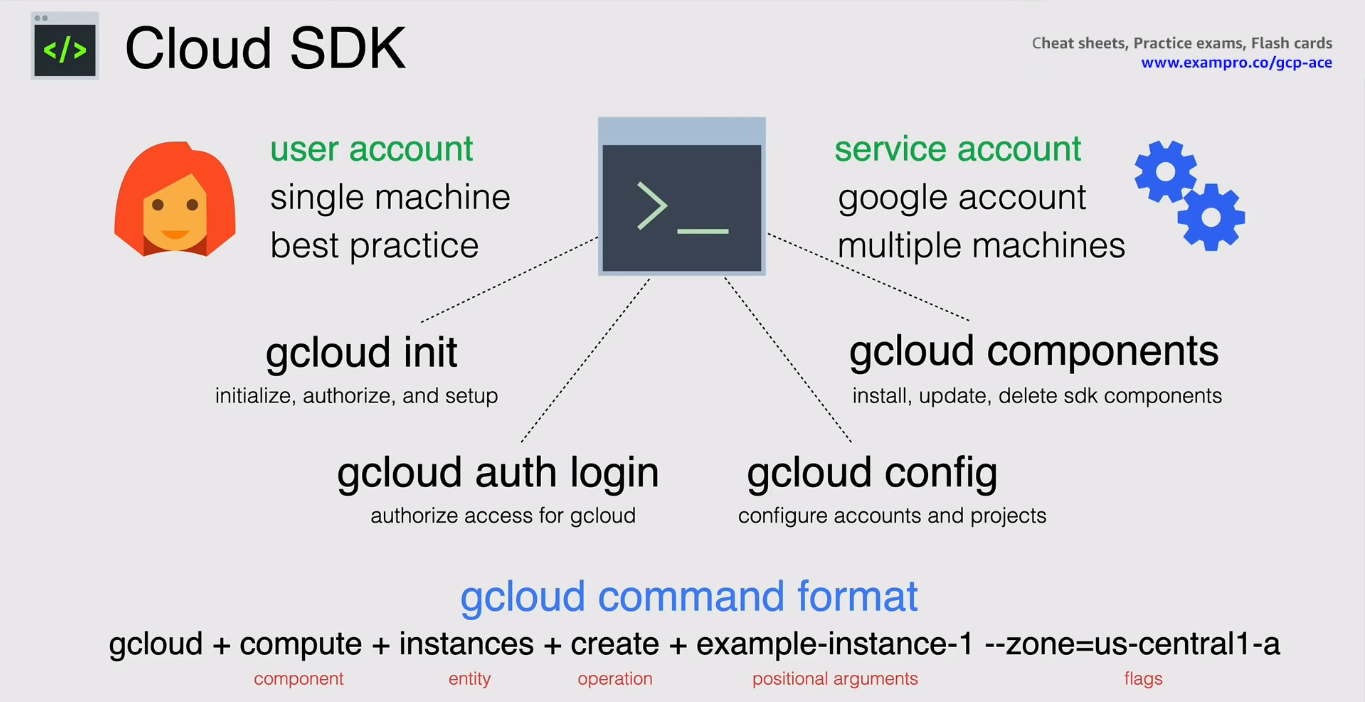 </>
Cloud SDK
Cheat sheets, Practice exams, Flash cards
www.exampro.co/gcp-ace
user account
single machine
best practice
>_
service account
google account
multiple machines
gcloud init
initialize, authorize, and setup
gcloud components
install, update, delete sdk components
gcloud auth login
authorize access for gcloud
gcloud config
configure accounts and projects
gcloud command format
gcloud + compute + instances + create + example-instance-1 --zone=us-central1-a
component entity operation positional arguments flags